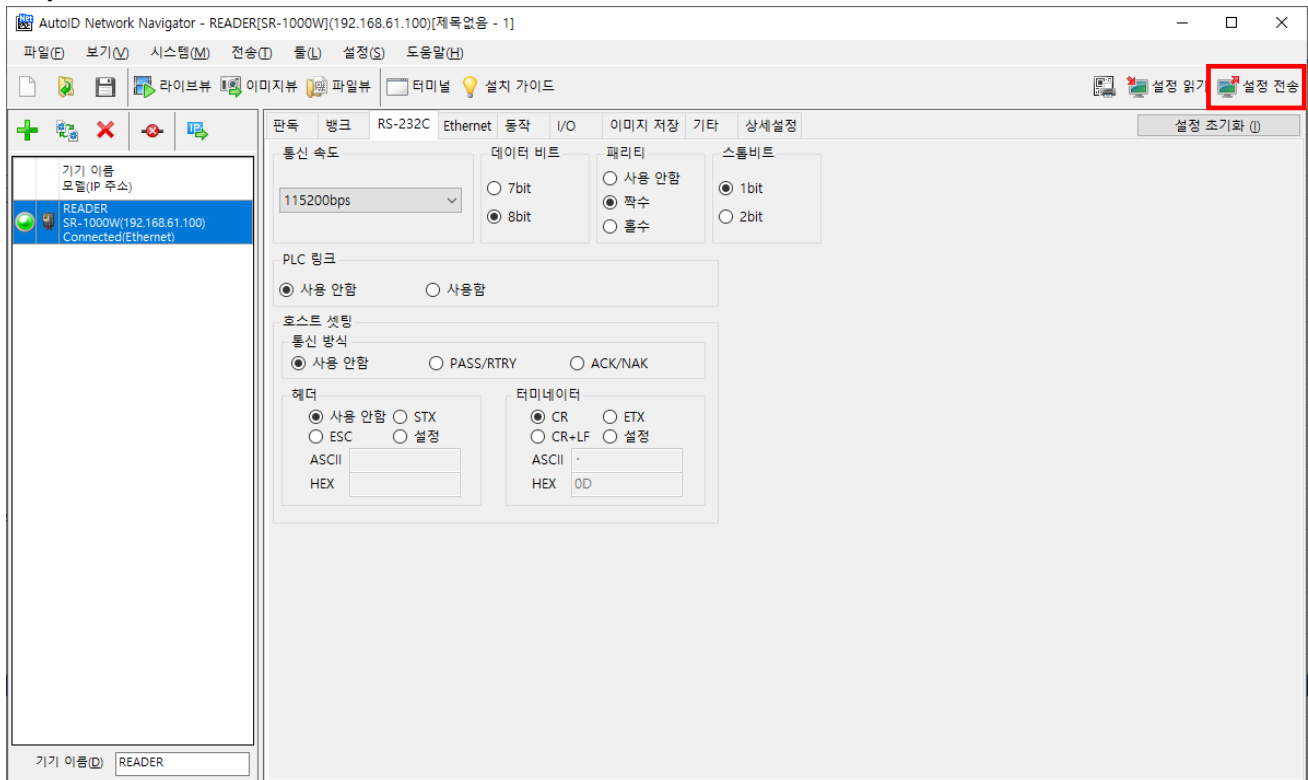 AutoID Network Navigator - READER[SR-1000W](192.168.61.100)[제목없음 - 1]
파일(F) 보기(V) 시스템(M) 전송(T) 툴(L) 설정(S) 도움말(H)
라이브뷰 이미지뷰 파일뷰 터미널 설치 가이드 설정 읽기 설정 전송
판독 뱅크 RS-232C Ethernet 동작 I/O 이미지 저장 기타 상세설정 설정 초기화 (I)
기기 이름
모델(IP 주소)
READER
SR-1000W(192.168.61.100)
Connected(Ethernet)
통신 속도
115200bps
데이터 비트
7bit
8bit
패리티
사용 안함
짝수
홀수
스톱비트
1bit
2bit
PLC 링크
사용 안함 사용함
호스트 셋팅
통신 방식
사용 안함 PASS/RTRY ACK/NAK
헤더
사용 안함 STX
ESC 설정
ASCII
HEX
터미네이터
CR ETX
CR+LF 설정
ASCII ·
HEX 0D
기기 이름(D) READER